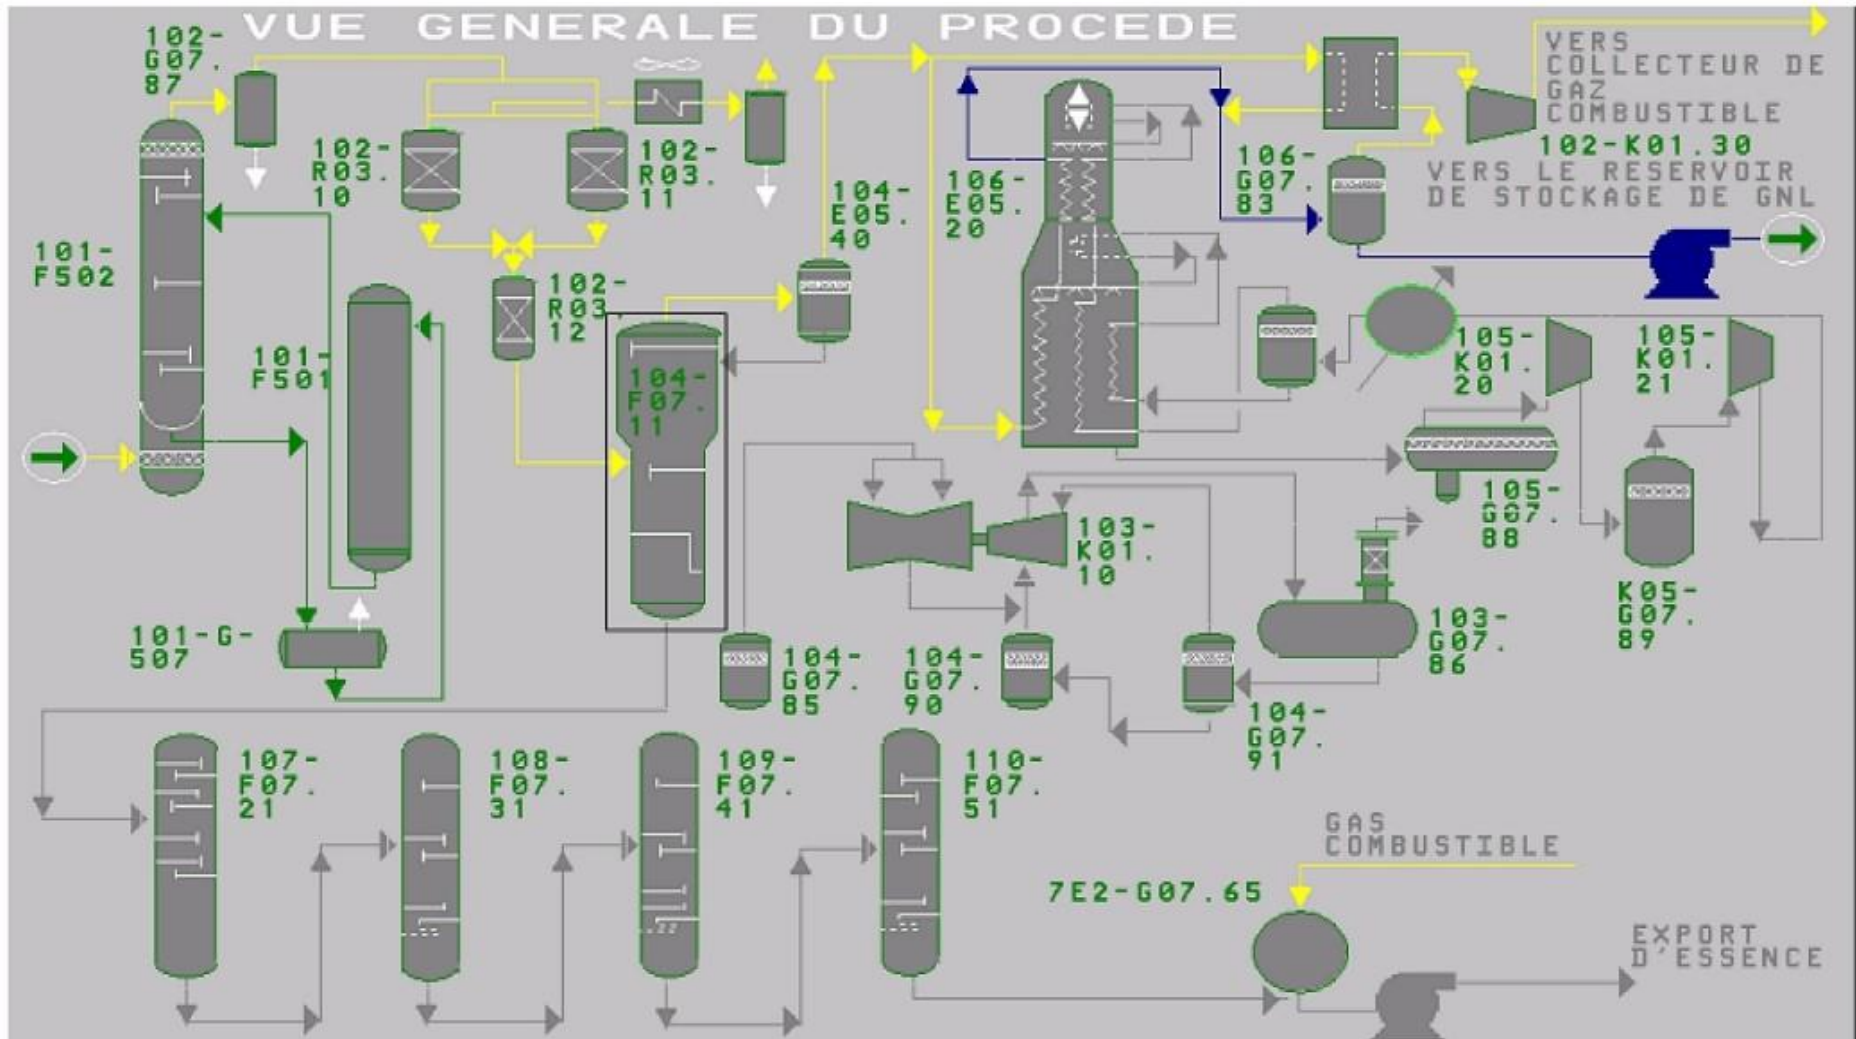 VUE GENERALE DU PROCEDE
102-
G07.
87
VERS
COLLECTEUR DE
GAZ
COMBUSTIBLE
102-K01.30
102-
R03.
10
102-
R03.
11
104-
E05.
40
106-
E05.
20
106-
G07.
83
VERS LE RESERVOIR
DE STOCKAGE DE GNL
101-
F502
102-
R03.
12
101-
F501
104-
F07.
11
105-
K01.
20
105-
K01.
21
105-
G07.
88
103-
K01.
10
K05-
G07.
89
103-
G07.
86
101-G-
507
104-
G07.
85
104-
G07.
90
104-
G07.
91
107-
F07.
21
108-
F07.
31
109-
F07.
41
110-
F07.
51
GAS
COMBUSTIBLE
7E2-G07.65
EXPORT
D'ESSENCE